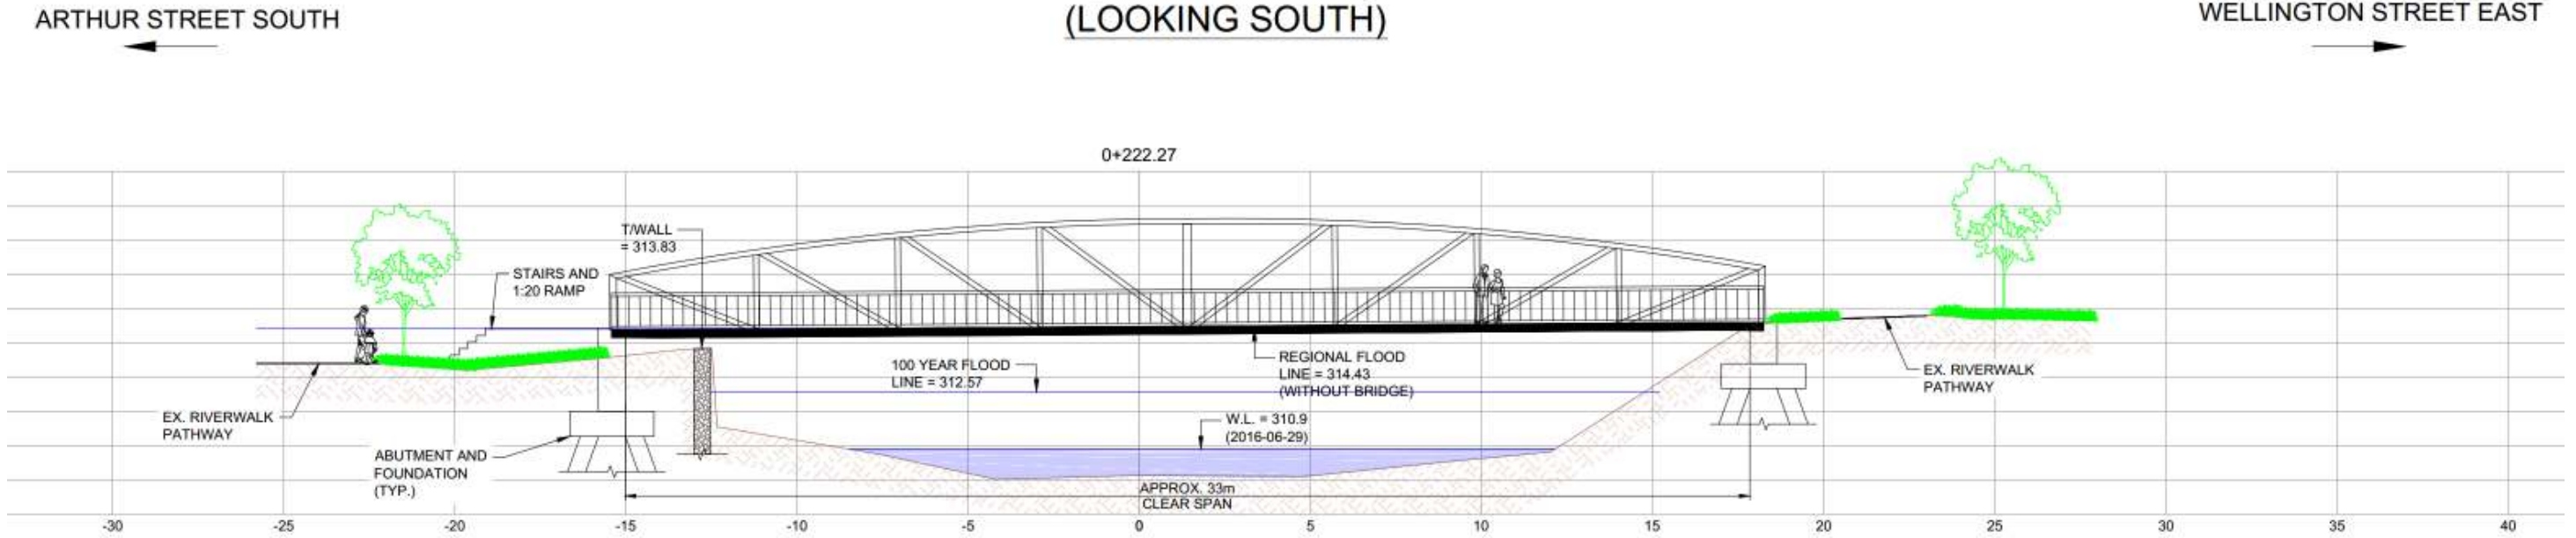 ARTHUR STREET SOUTH
(LOOKING SOUTH)
WELLINGTON STREET EAST
0+222.27
T/WALL
= 313.83
STAIRS AND
1:20 RAMP
100 YEAR FLOOD
LINE = 312.57
REGIONAL FLOOD
LINE = 314.43
(WITHOUT BRIDGE)
EX. RIVERWALK
PATHWAY
EX. RIVERWALK
PATHWAY
W.L. = 310.9
(2016-06-29)
ABUTMENT AND
FOUNDATION
(TYP.)
APPROX. 33m
CLEAR SPAN
-30 -25 -20 -15 -10 -5 0 5 10 15 20 25 30 35 40